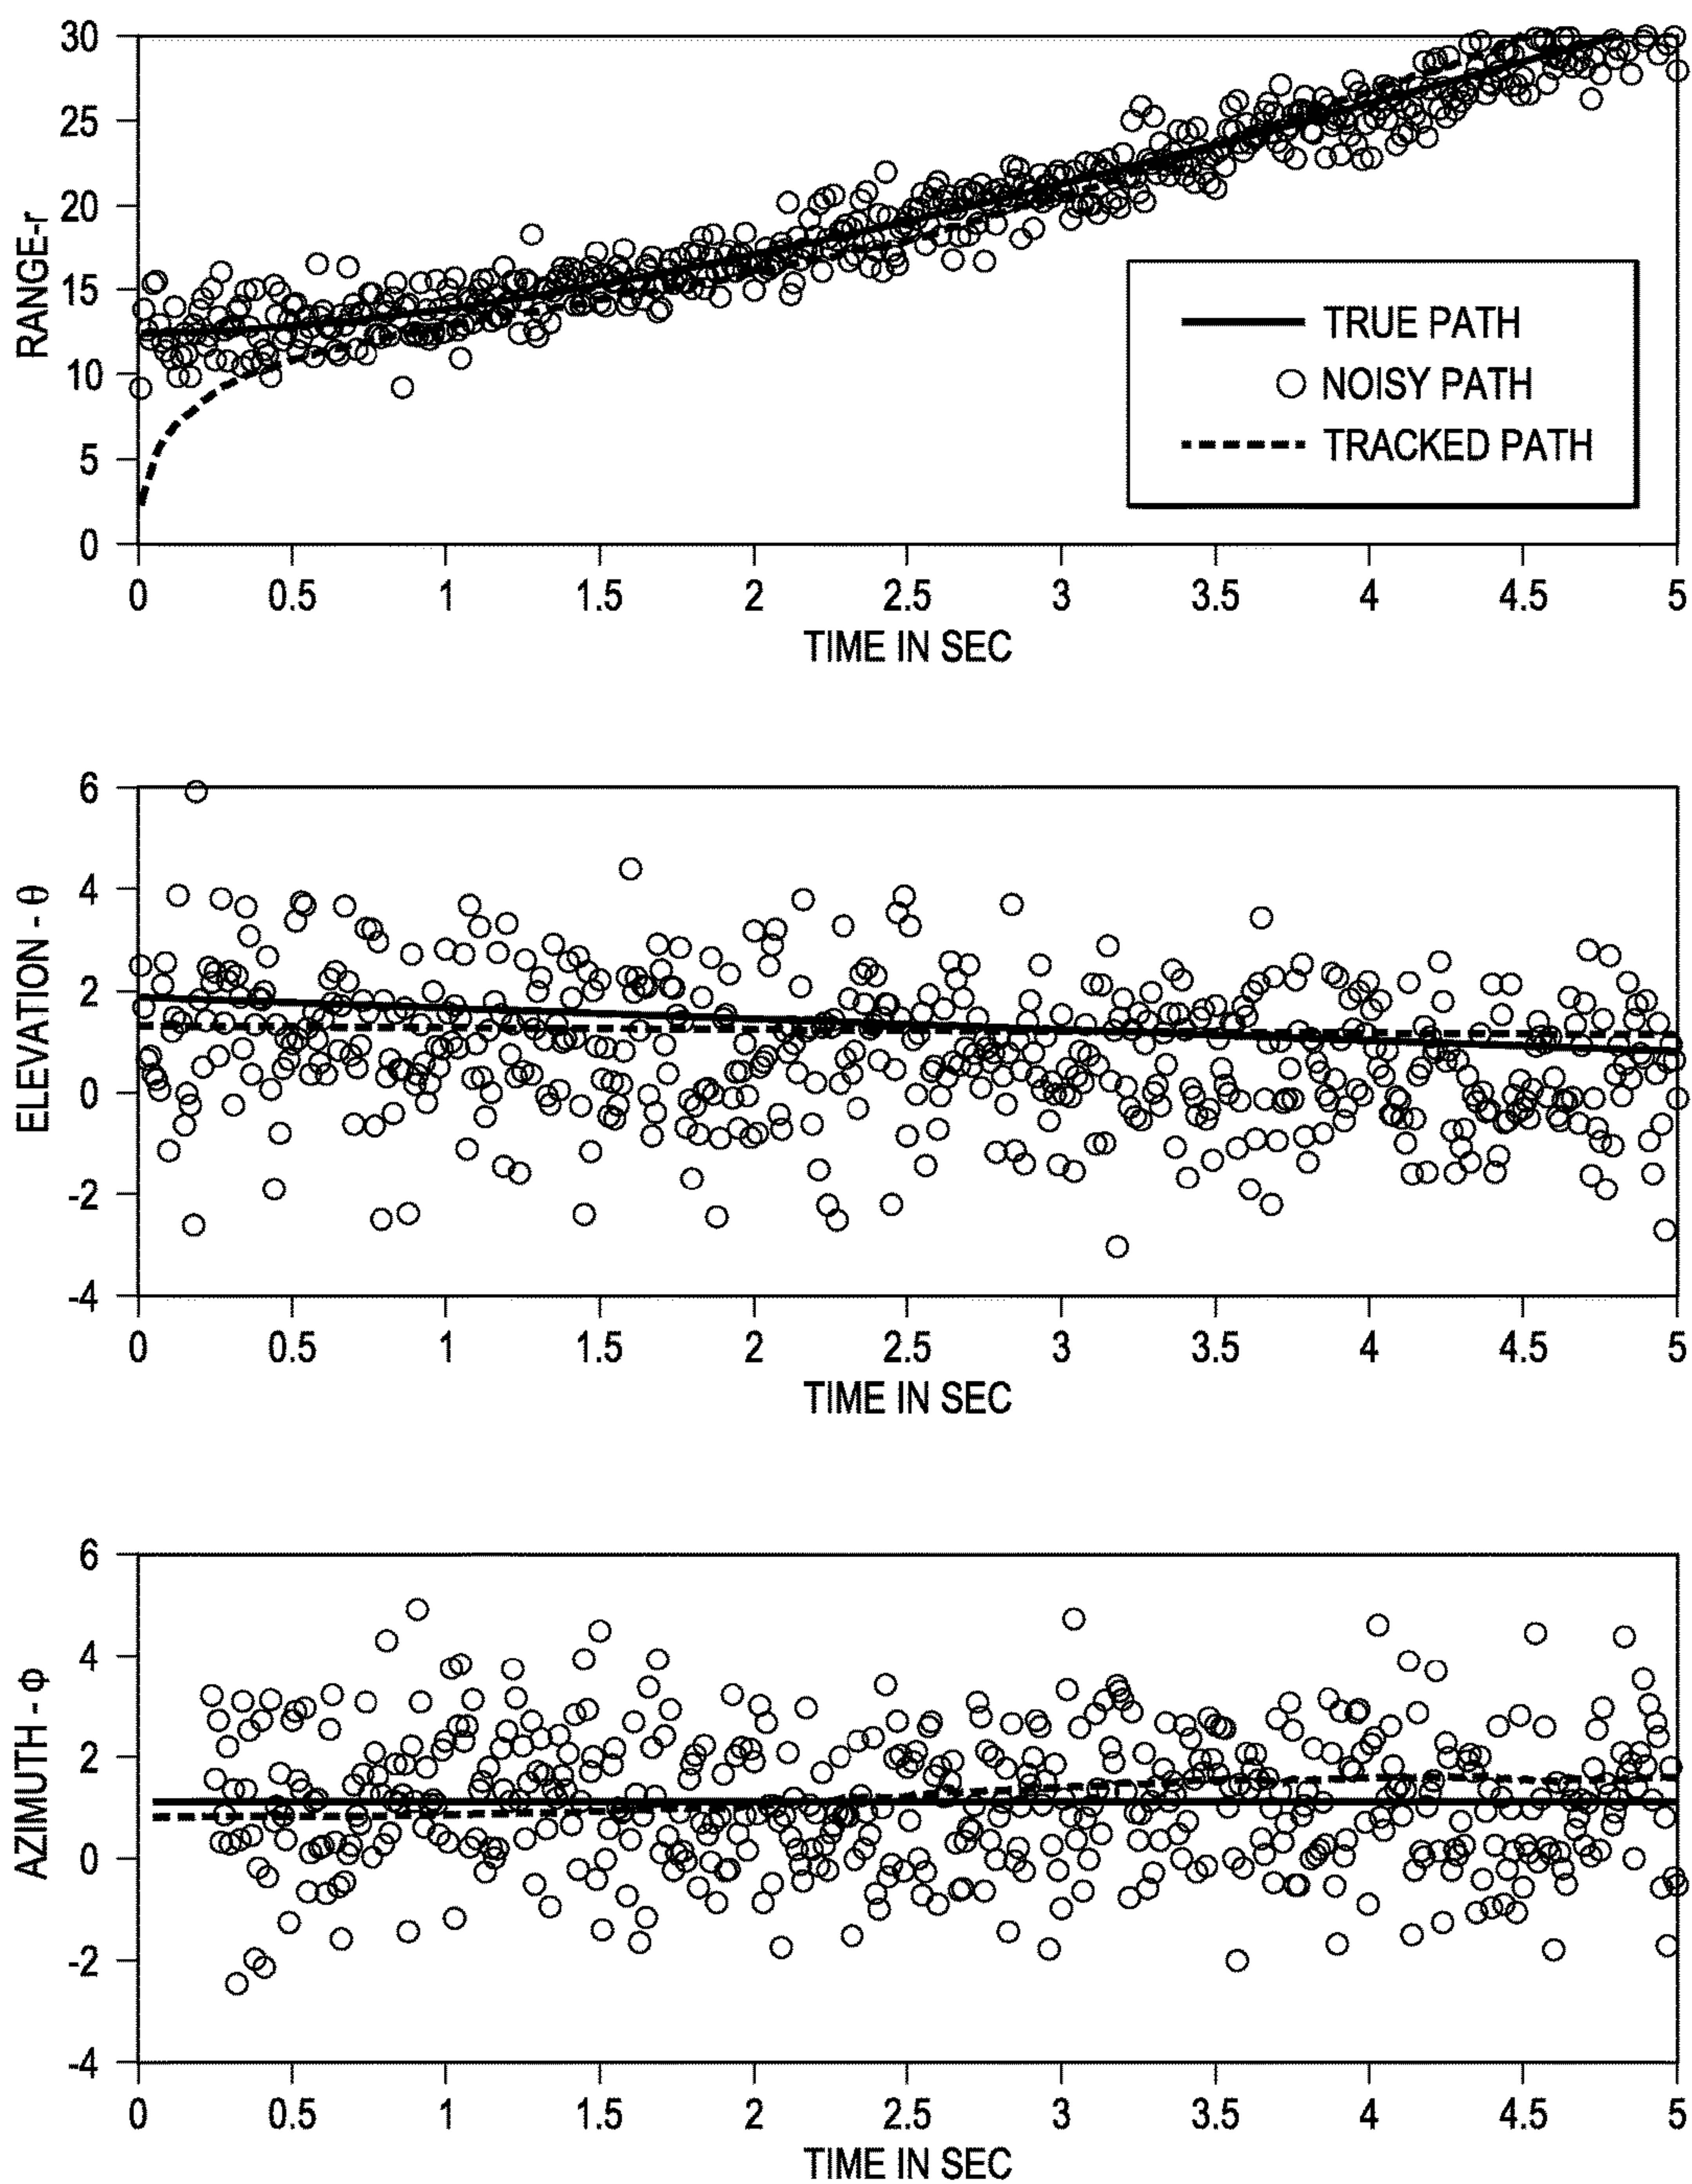 30
25
20
15
10
5
0
RANGE-r
TRUE PATH
NOISY PATH
TRACKED PATH
0 0.5 1 1.5 2 2.5 3 3.5 4 4.5 5
TIME IN SEC
6
4
2
0
-2
-4
ELEVATION - θ
0 0.5 1 1.5 2 2.5 3 3.5 4 4.5 5
TIME IN SEC
6
4
2
0
-2
-4
AZIMUTH - ϕ
0 0.5 1 1.5 2 2.5 3 3.5 4 4.5 5
TIME IN SEC